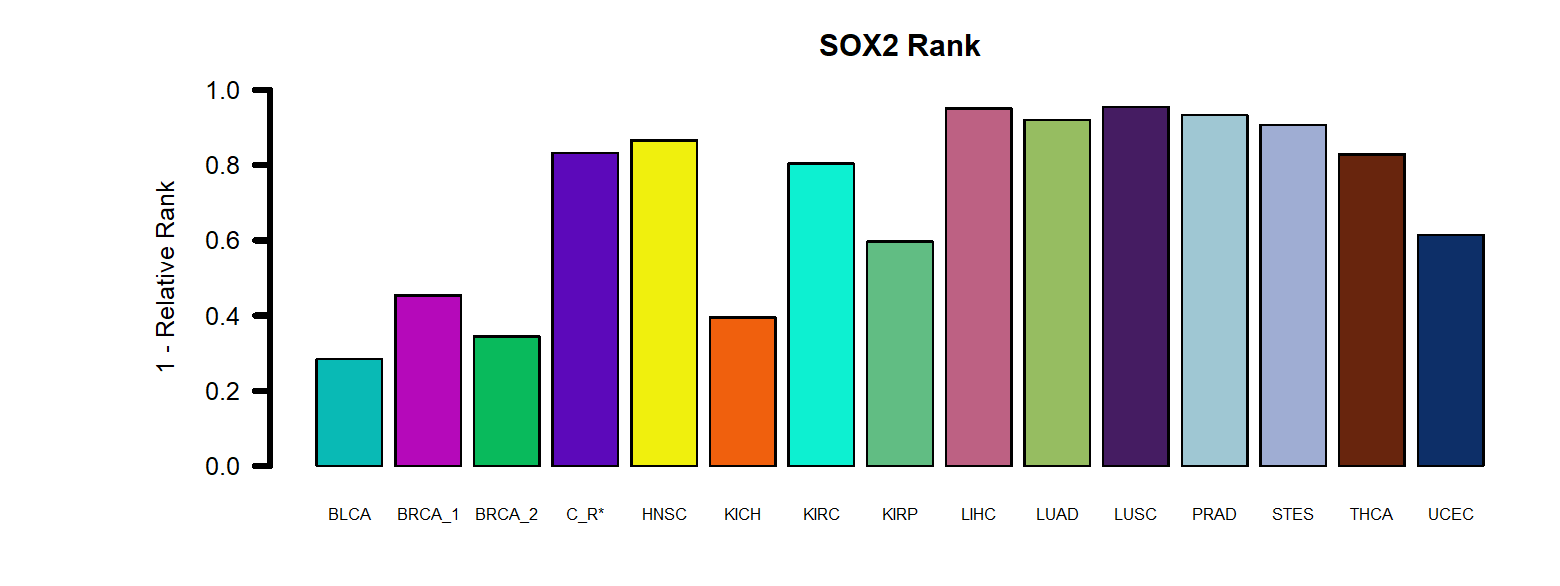 SOX2 Rank
1 - Relative Rank
1.0
0.8
0.6
0.4
0.2
0.0
BLCA BRCA_1 BRCA_2 C_R* HNSC KICH KIRC KIRP LIHC LUAD LUSC PRAD STES THCA UCEC